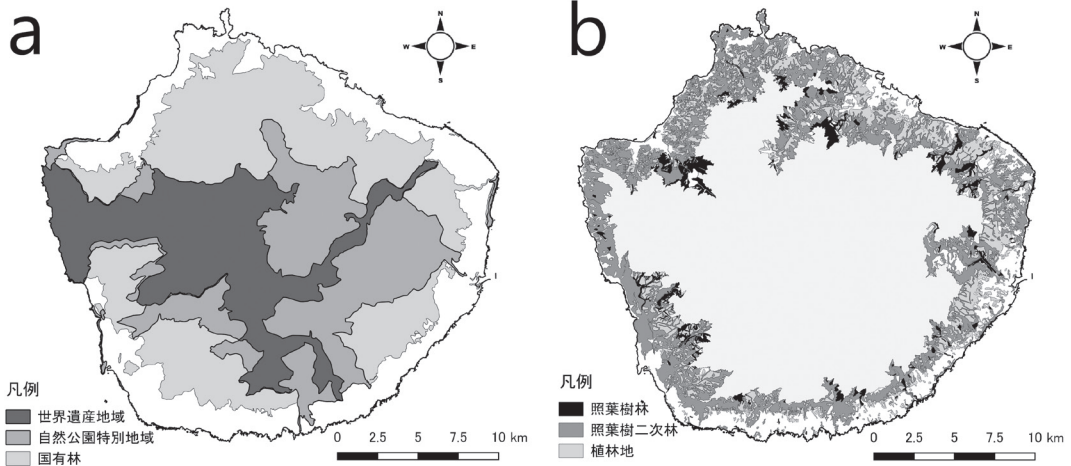 a
N
W E
S
凡例
世界遺産地域
自然公園特別地域
国有林
0 2.5 5 7.5 10 km
b
N
W E
S
凡例
照葉樹林
照葉樹二次林
植林地
0 2.5 5 7.5 10 km